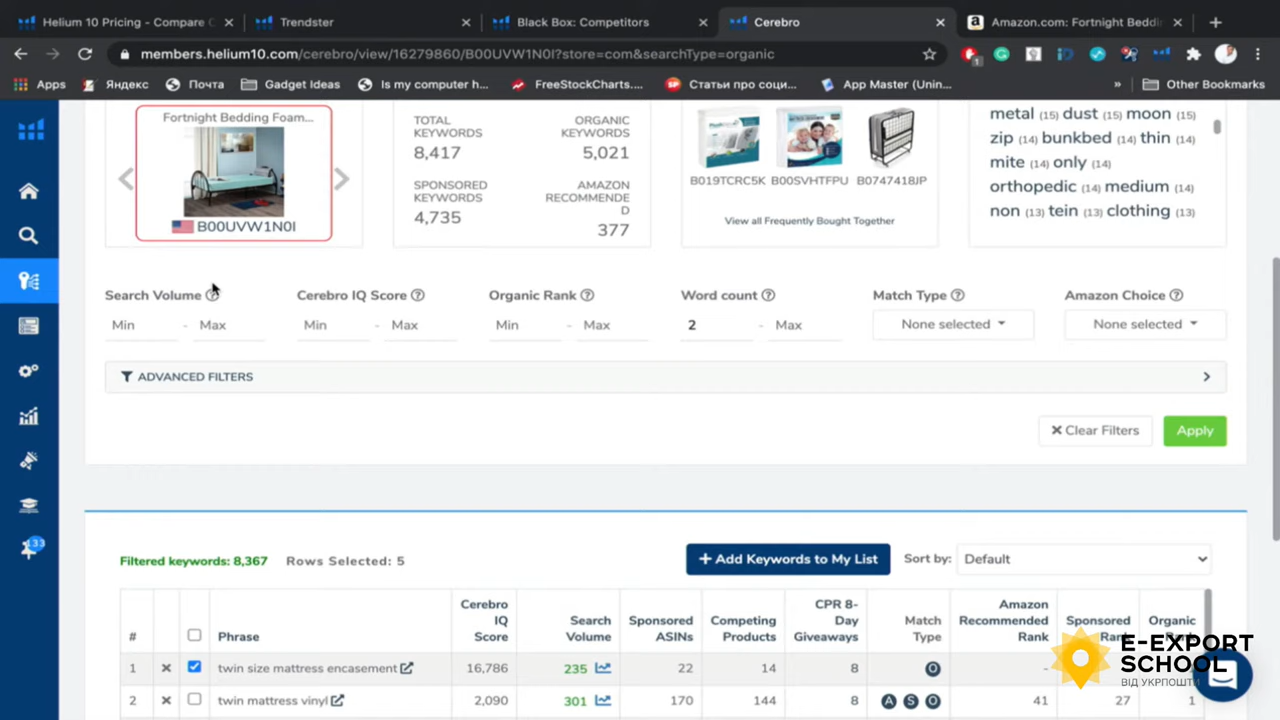 Helium 10 Pricing - Compare
Trendster
Black Box: Competitors
Cerebro
Amazon.com: Fortnight Beddi
members.helium10.com/cerebro/view/16279860/B00UVW1N0I?store=com&searchType=organic
Apps
Яндекс
Почта
Gadget Ideas
Is my computer h...
FreeStockCharts....
Статьи про соци...
App Master (Unin...
»
Other Bookmarks
Fortnight Bedding Foam...
B00UVW1N0I
TOTAL KEYWORDS
8,417
ORGANIC KEYWORDS
5,021
SPONSORED KEYWORDS
4,735
AMAZON RECOMMENDE D
377
B019TCRC5K B00SVHTFPU B0747418JP
View all Frequently Bought Together
metal (15) dust (15) moon (15)
zip (14) bunkbed (14) thin (14)
mite (14) only (14)
orthopedic (14) medium (14)
non (13) tein (13) clothing (13)
Search Volume
Cerebro IQ Score
Organic Rank
Word count
Match Type
Amazon Choice
Min - Max
Min - Max
Min - Max
2 - Max
None selected
None selected
ADVANCED FILTERS
Clear Filters
Apply
133
Filtered keywords: 8,367
Rows Selected: 5
+ Add Keywords to My List
Sort by:
Default
# Phrase Cerebro IQ Score Search Volume Sponsored ASINs Competing Products CPR 8-Day Giveaways Match Type Amazon Recommended Rank Sponsored Rank Organic
1 twin size mattress encasement 16,786 235 22 14 8 O -
2 twin mattress vinyl 2,090 301 170 144 8 A S O 41 27 1
E-EXPORT
SCHOOL
ВІД УКРПОШТИ